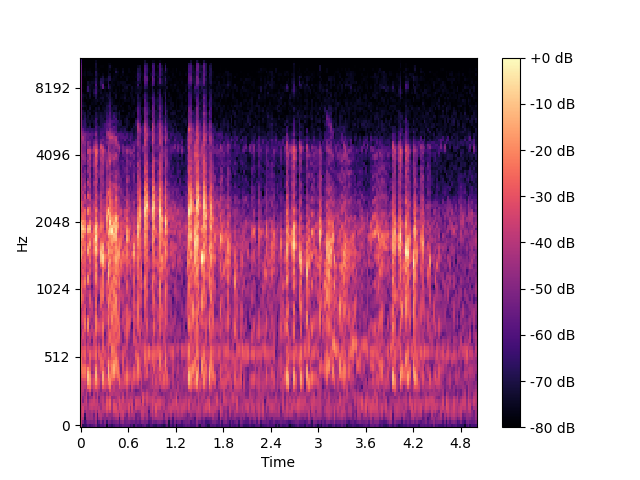 8192
4096
2048
1024
512
0
Hz
0 0.6 1.2 1.8 2.4 3 3.6 4.2 4.8
Time
+0 dB
-10 dB
-20 dB
-30 dB
-40 dB
-50 dB
-60 dB
-70 dB
-80 dB